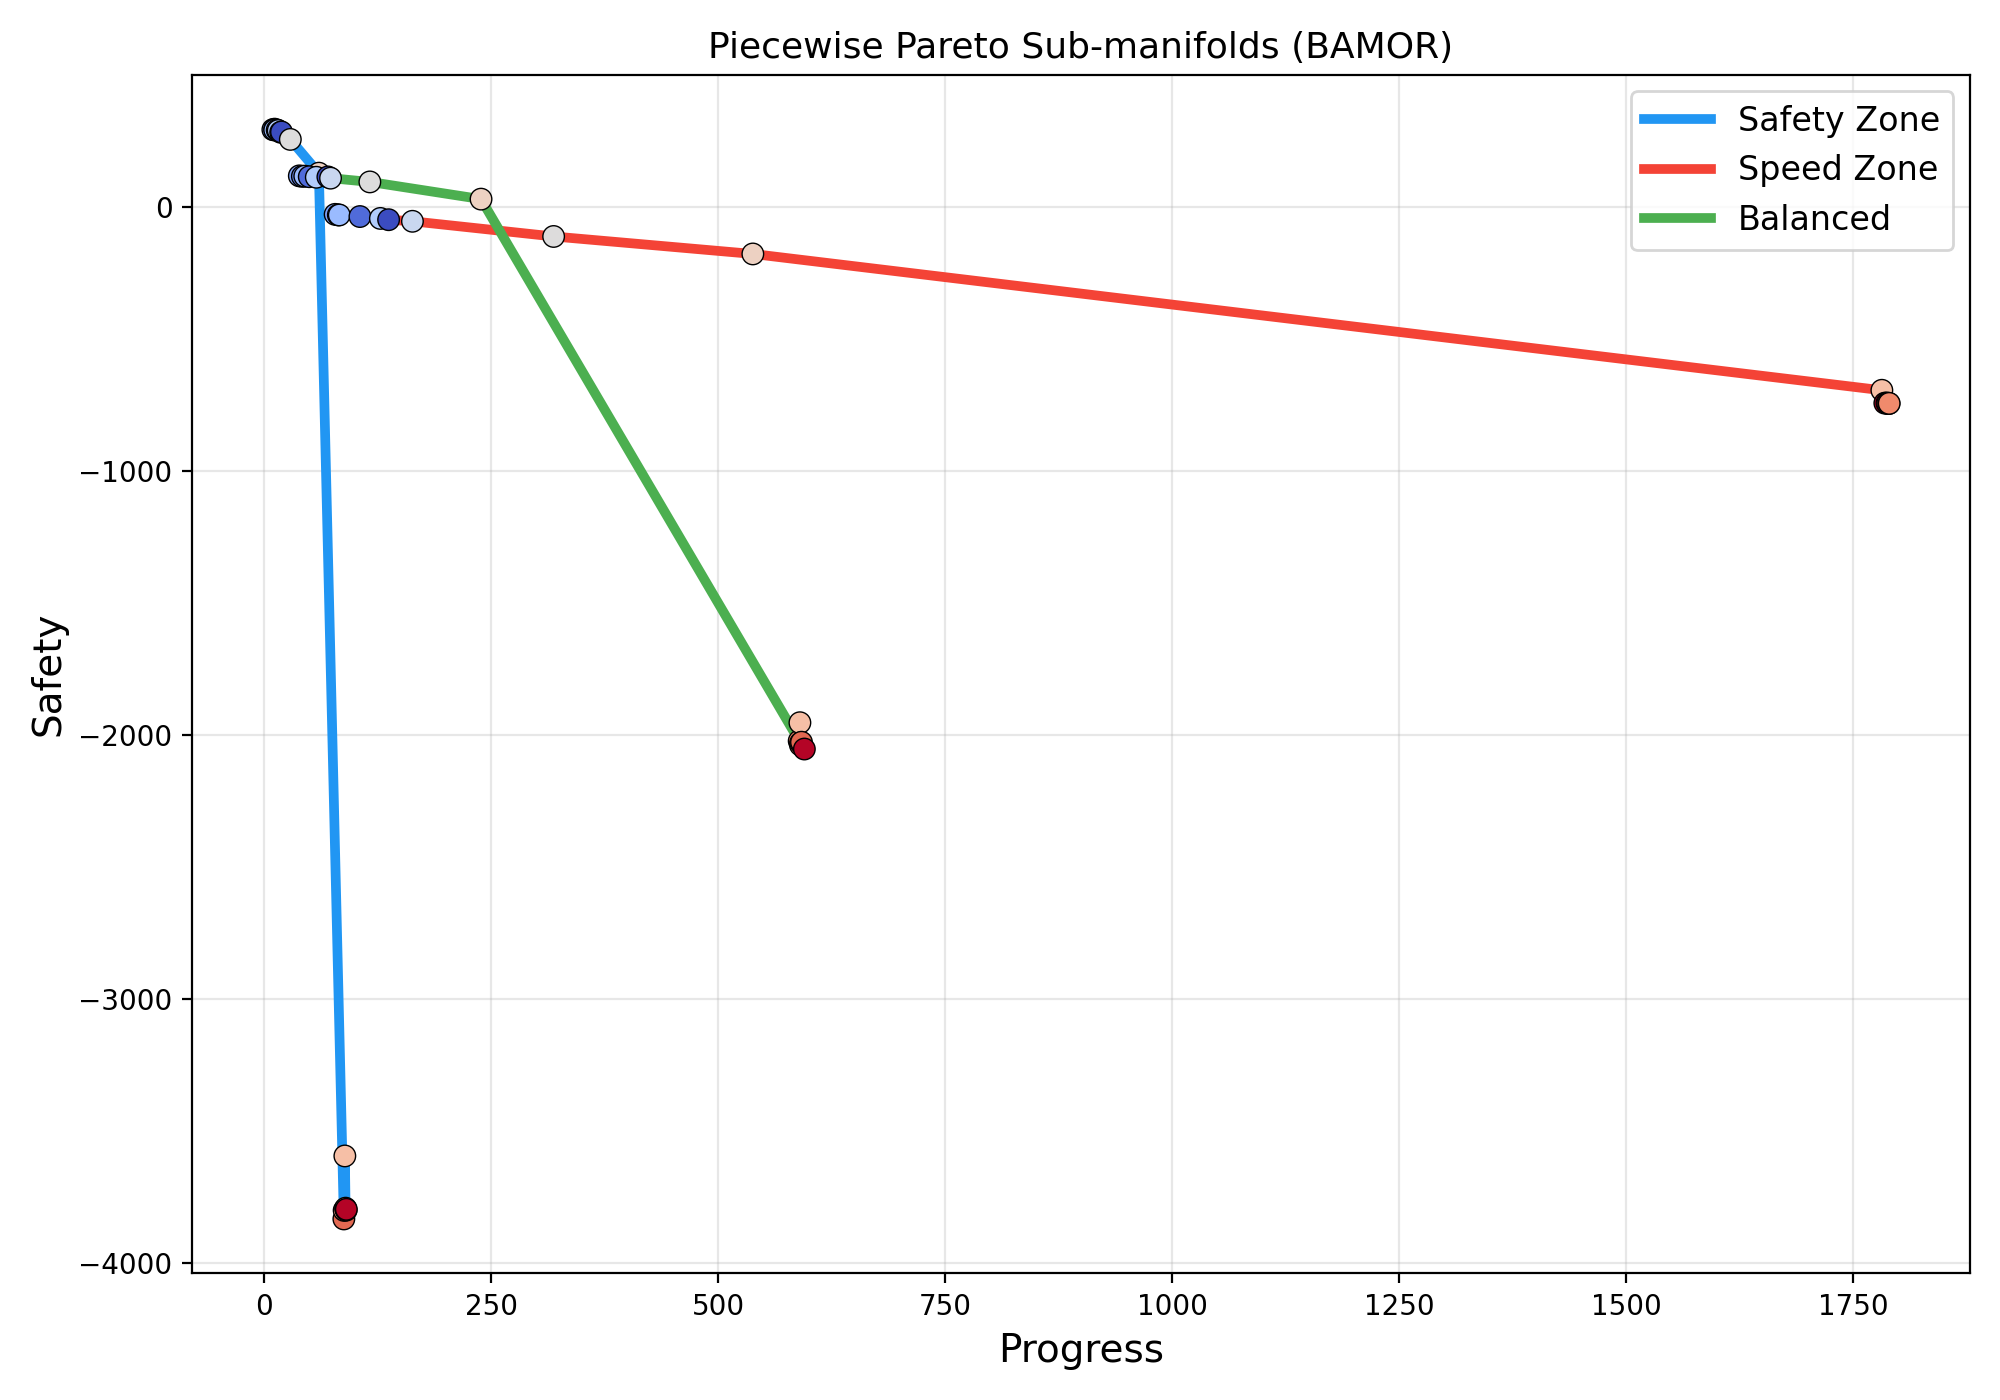 Piecewise Pareto Sub-manifolds (BAMOR)
Safety Zone
Speed Zone
Balanced
Safety
0
−1000
−2000
−3000
−4000
0 250 500 750 1000 1250 1500 1750
Progress